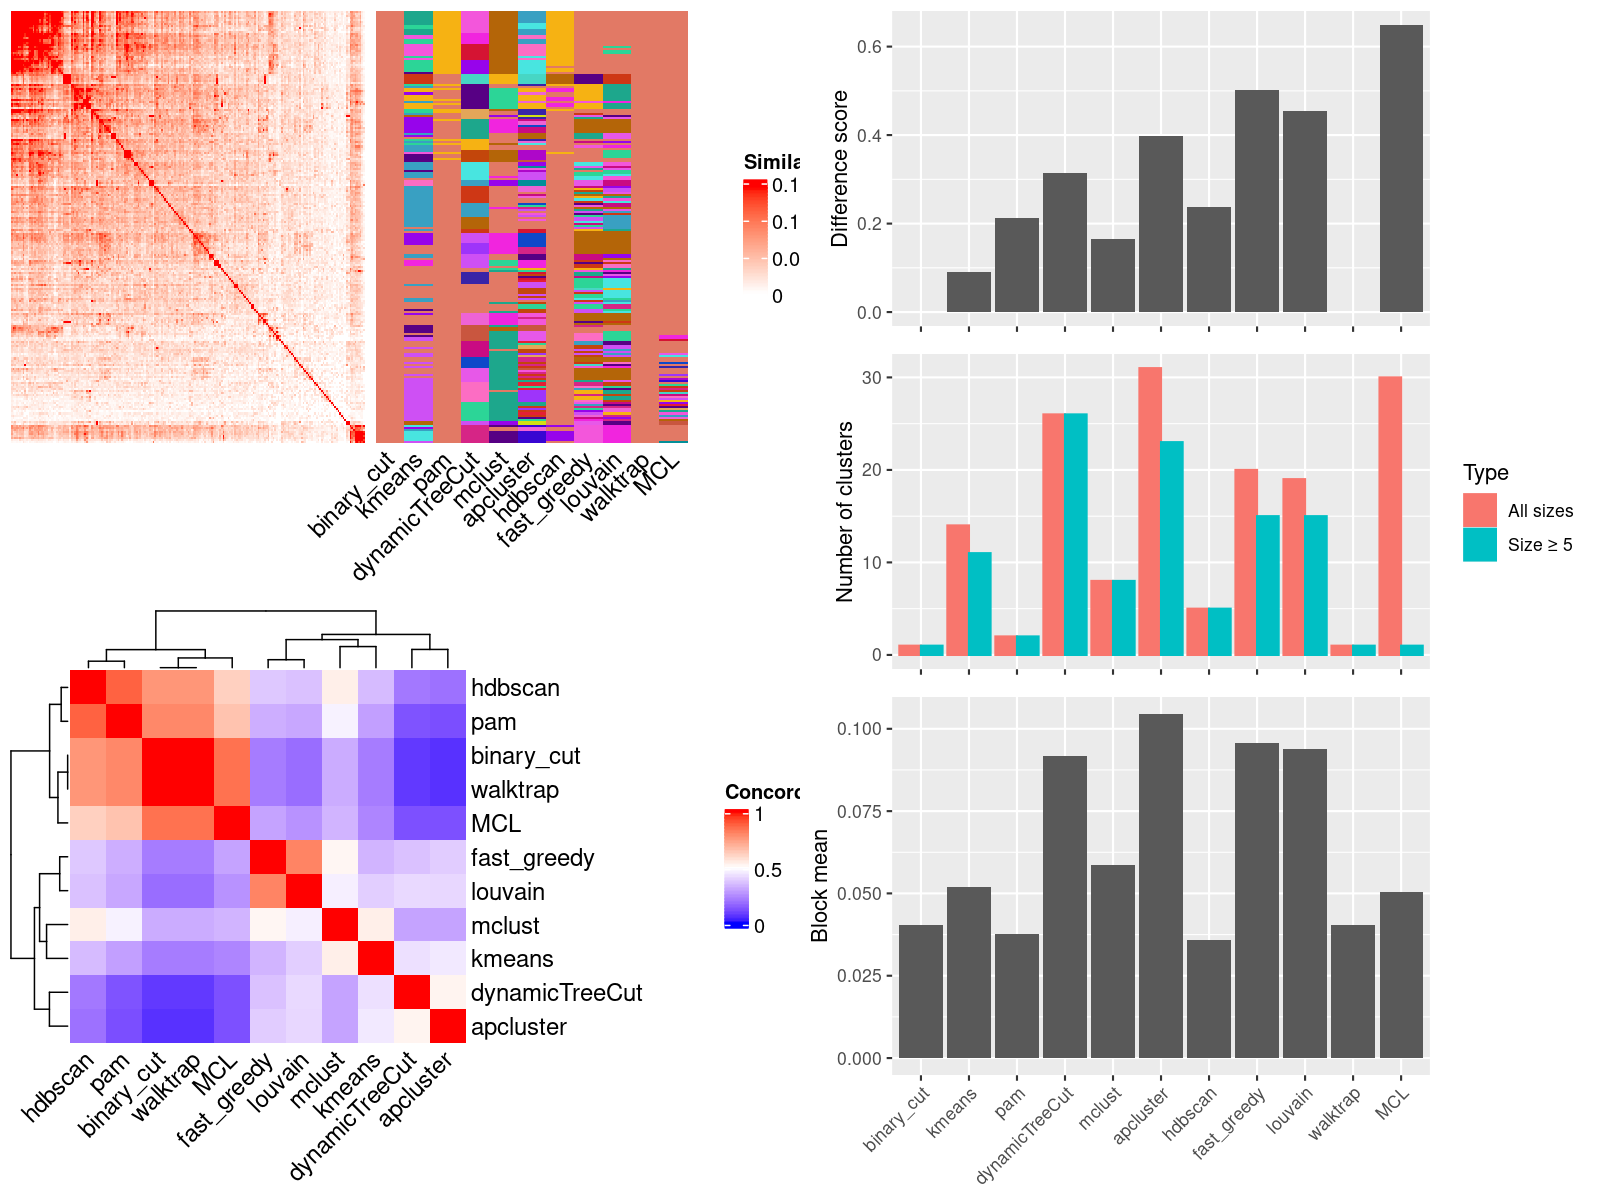 Simila
0.1
0.1
0.0
0
binary_cut
kmeans
pam
dynamicTreeCut
mclust
apcluster
hdbscan
fast_greedy
louvain
walktrap
MCL
hdbscan
pam
binary_cut
walktrap
MCL
fast_greedy
louvain
mclust
kmeans
dynamicTreeCut
apcluster
hdbscan
pam
binary_cut
walktrap
MCL
fast_greedy
louvain
mclust
kmeans
dynamicTreeCut
apcluster
Concord
1
0.5
0
Difference score
0.6
0.4
0.2
0.0
Number of clusters
30
20
10
0
Type
All sizes
Size ≥ 5
Block mean
0.100
0.075
0.050
0.025
0.000
binary_cut
kmeans
pam
dynamicTreeCut
mclust
apcluster
hdbscan
fast_greedy
louvain
walktrap
MCL